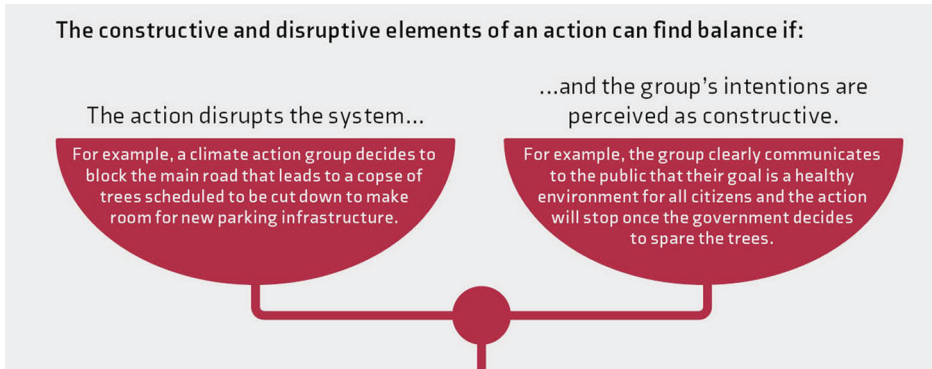 The constructive and disruptive elements of an action can find balance if:
The action disrupts the system...
For example, a climate action group decides to
block the main road that leads to a copse of
trees scheduled to be cut down to make
room for new parking infrastructure.
...and the group's intentions are
perceived as constructive.
For example, the group clearly communicates
to the public that their goal is a healthy
environment for all citizens and the action
will stop once the government decides
to spare the trees.